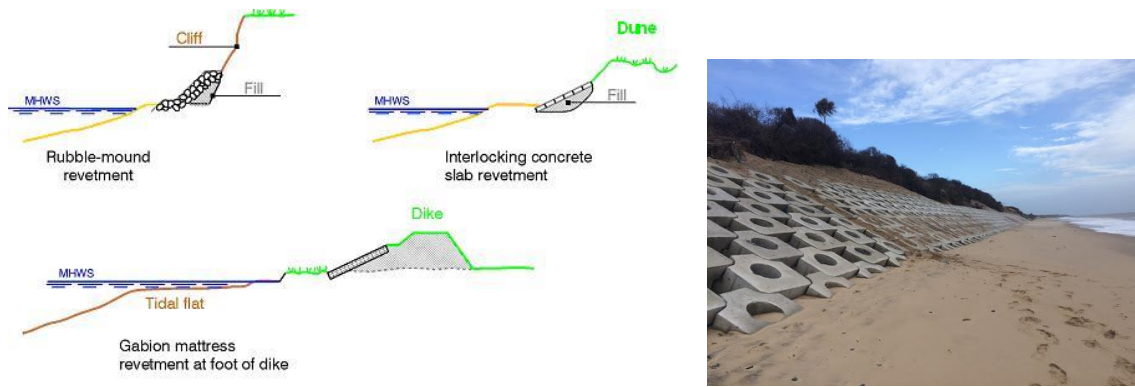 Cliff
MHWS
Fill
Rubble-mound
revetment
Dune
MHWS
Fill
Interlocking concrete
slab revetment
Dike
MHWS
Tidal flat
Gabion mattress
revetment at foot of dike